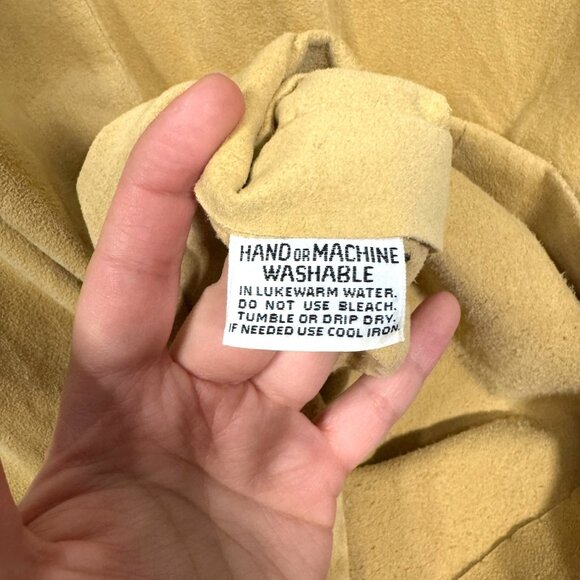 HAND OR MACHINE
WASHABLE
IN LUKEWARM WATER.
DO NOT USE BLEACH.
TUMBLE OR DRIP DRY.
IF NEEDED USE COOL IRON.